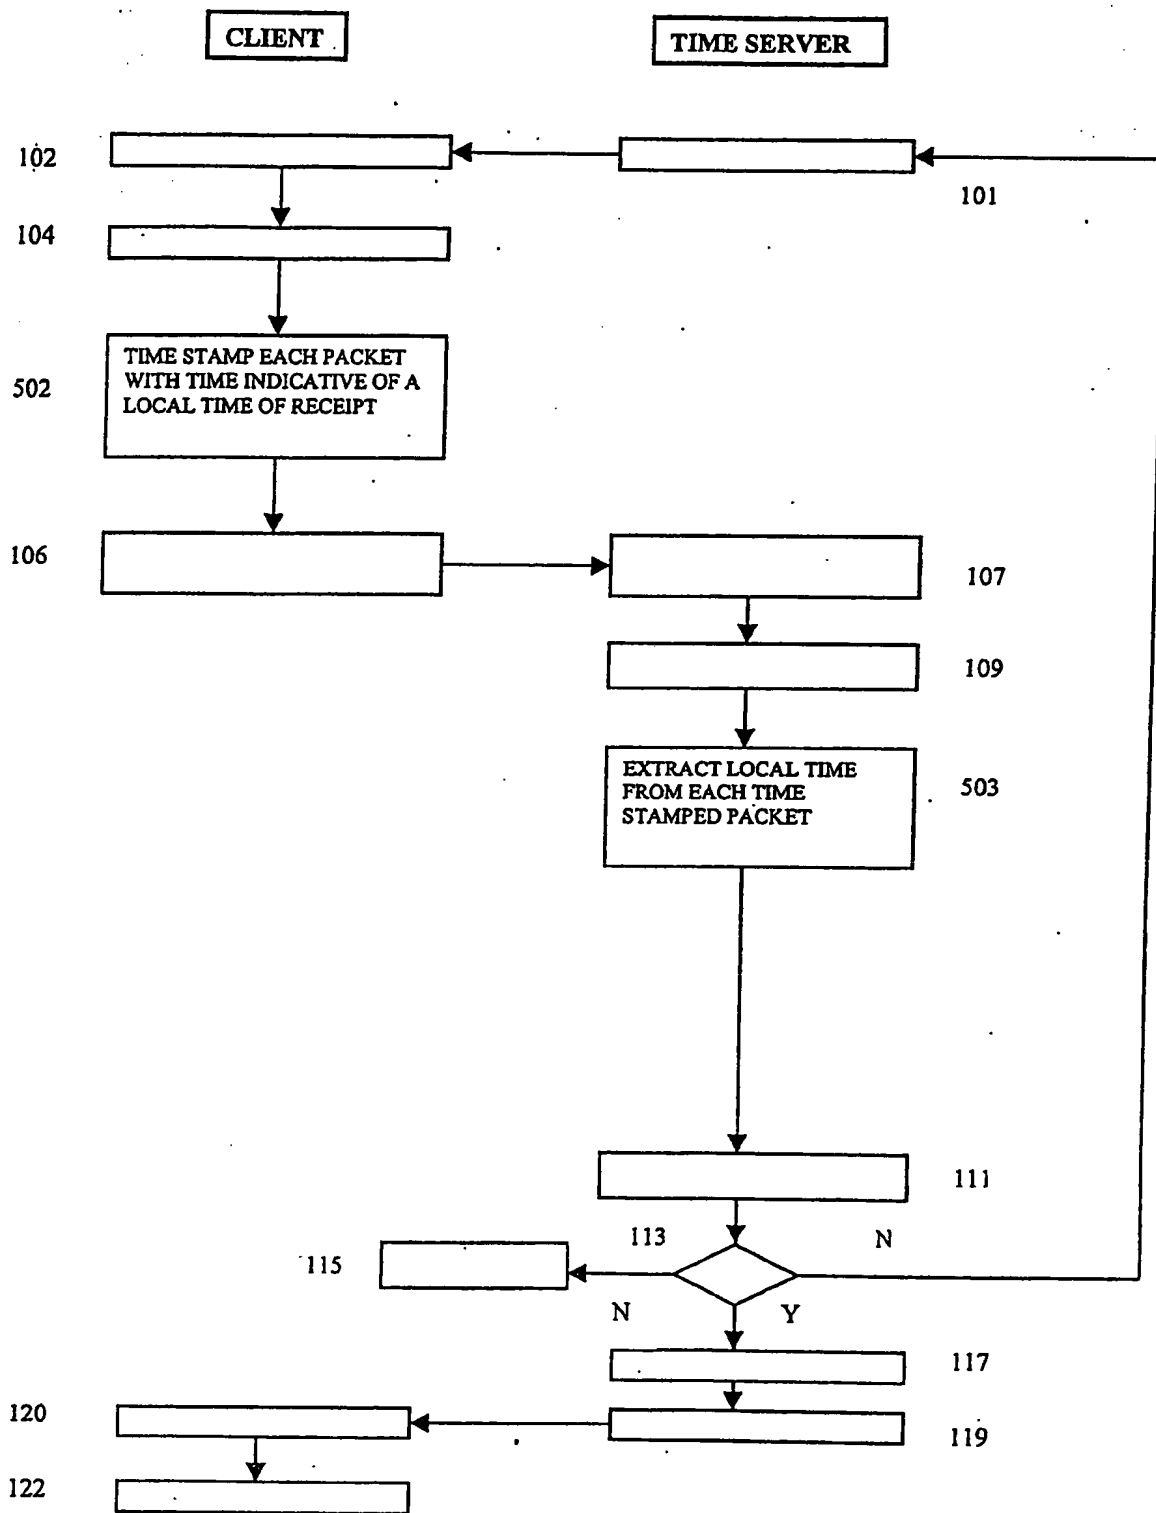 CLIENT
TIME SERVER
102
101
104
TIME STAMP EACH PACKET
WITH TIME INDICATIVE OF A
LOCAL TIME OF RECEIPT
502
106
107
109
EXTRACT LOCAL TIME
FROM EACH TIME
STAMPED PACKET
503
111
113
N
115
N
Y
117
120
119
122